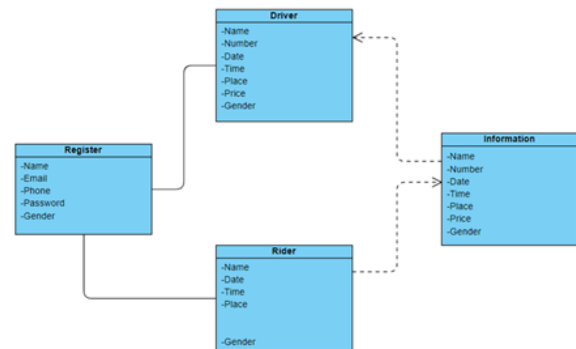 Driver
-Name
-Number
-Date
-Time
-Place
-Price
-Gender
Register
-Name
-Email
-Phone
-Password
-Gender
Information
-Name
-Number
-Date
-Time
-Place
-Price
-Gender
Rider
-Name
-Date
-Time
-Place
-Gender